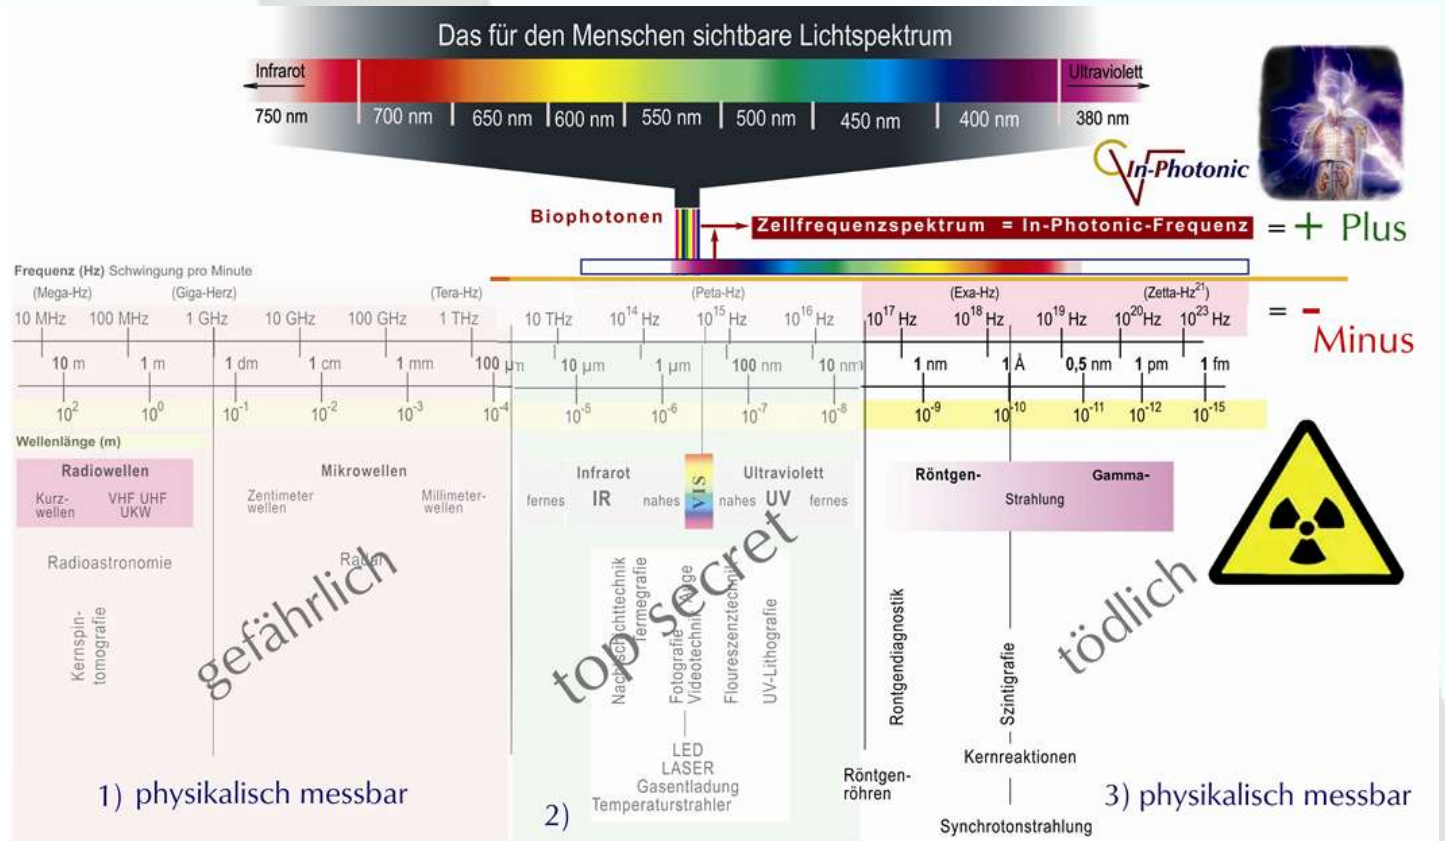 Das für den Menschen sichtbare Lichtspektrum
Infrarot
Ultraviolett
750 nm
700 nm
650 nm
600 nm
550 nm
500 nm
450 nm
400 nm
380 nm
In-Photonic
Biophotonen
Zellfrequenzspektrum = In-Photonic-Frequenz
= + Plus
Frequenz (Hz) Schwingung pro Minute
(Mega-Hz) (Giga-Herz) (Tera-Hz) (Peta-Hz) (Exa-Hz) (Zetta-Hz²¹)
10 MHz 100 MHz 1 GHz 10 GHz 100 GHz 1 THz 10 THz 10¹⁴ Hz 10¹⁵ Hz 10¹⁶ Hz 10¹⁷ Hz 10¹⁸ Hz 10¹⁹ Hz 10²⁰ Hz 10²³ Hz
= - Minus
10 m 1 m 1 dm 1 cm 1 mm 100 µm 10 µm 1 µm 100 nm 10 nm 1 nm 1 Å 0,5 nm 1 pm 1 fm
10² 10⁰ 10⁻¹ 10⁻² 10⁻³ 10⁻⁴ 10⁻⁵ 10⁻⁶ 10⁻⁷ 10⁻⁸ 10⁻⁹ 10⁻¹⁰ 10⁻¹¹ 10⁻¹² 10⁻¹⁵
Wellenlänge (m)
Radiowellen
Kurz-
wellen
VHF UHF
UKW
Mikrowellen
Zentimeter
wellen
Millimeter-
wellen
Radioastronomie
Radar
Kernspin-
tomografie
gefährlich
1) physikalisch messbar
Infrarot
fernes IR nahes
VIS
Ultraviolett
nahes UV fernes
Termegrafie
Fotografie
Videotechnik
Floureszenztechnik
UV-Lithografie
top secret
LED
LASER
Gasentladung
Temperaturstrahler
2)
Röntgen-
Gamma-
Strahlung
Rontgendiagnostik
Szintigrafie
tödlich
Kernreaktionen
Röntgen-
röhren
Synchrotonstrahlung
3) physikalisch messbar